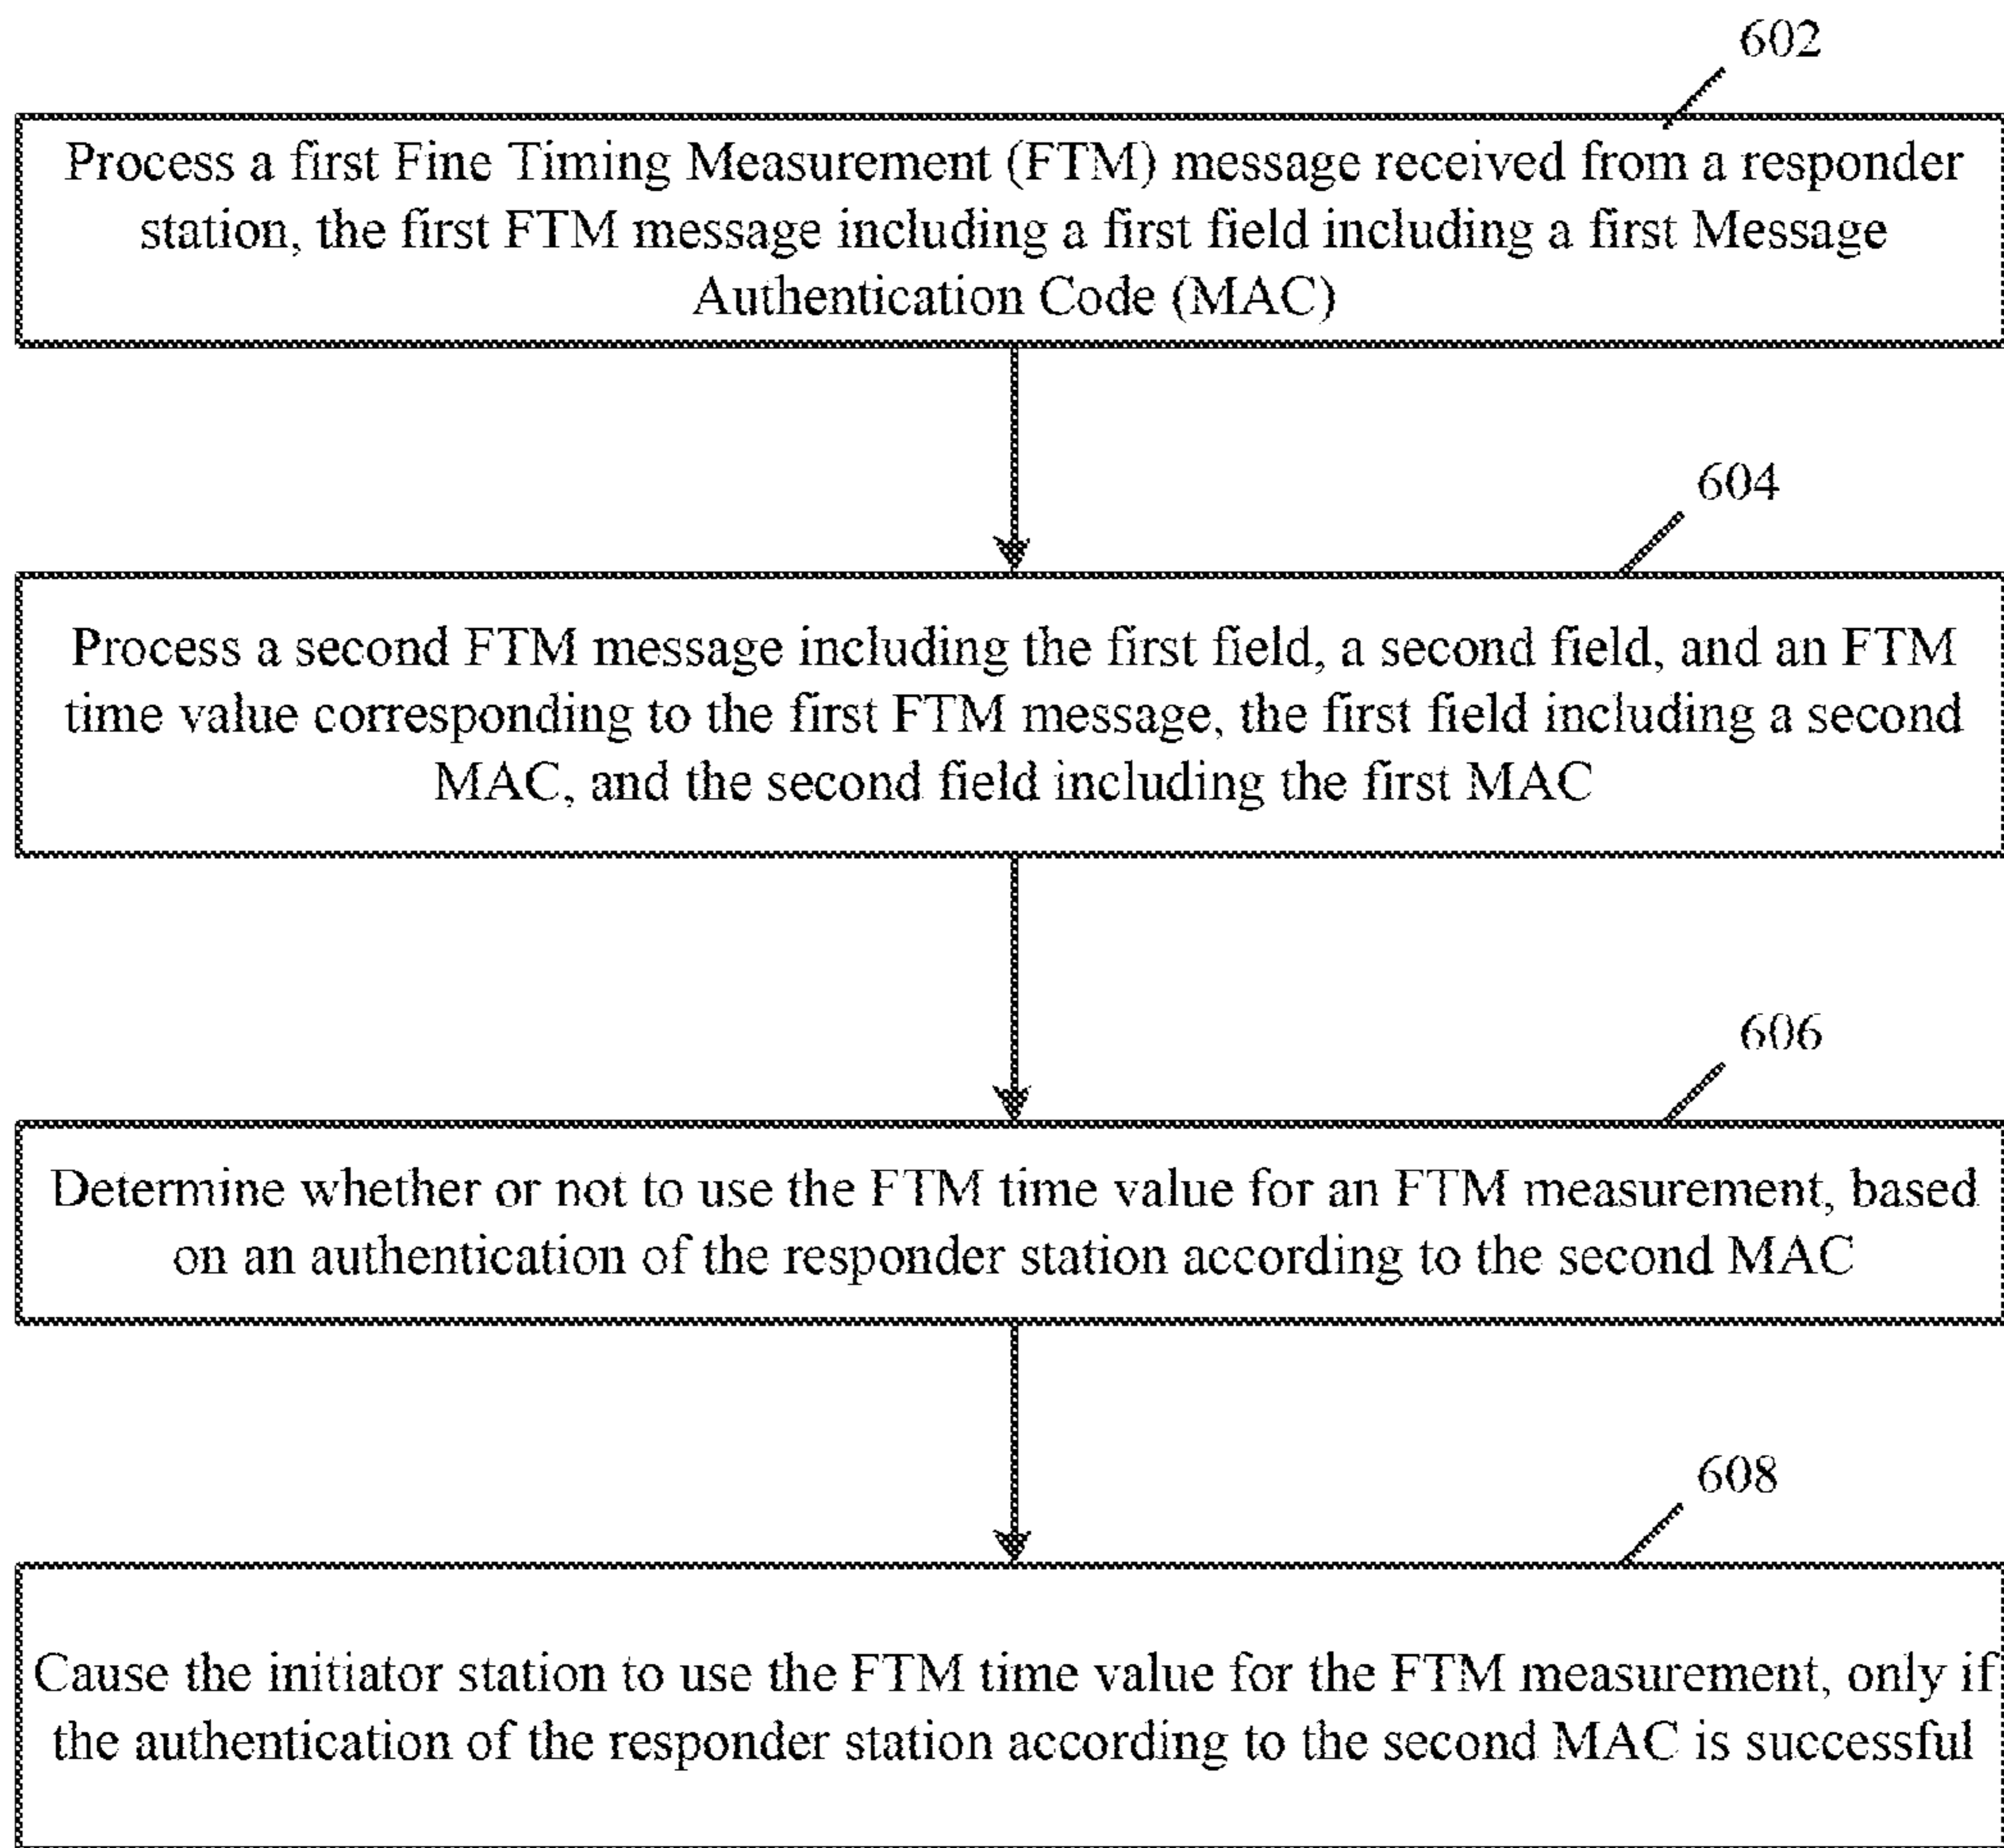 602
Process a first Fine Timing Measurement (FTM) message received from a responder
station, the first FTM message including a first field including a first Message
Authentication Code (MAC)
604
Process a second FTM message including the first field, a second field, and an FTM
time value corresponding to the first FTM message, the first field including a second
MAC, and the second field including the first MAC
606
Determine whether or not to use the FTM time value for an FTM measurement, based
on an authentication of the responder station according to the second MAC
608
Cause the initiator station to use the FTM time value for the FTM measurement, only if
the authentication of the responder station according to the second MAC is successful